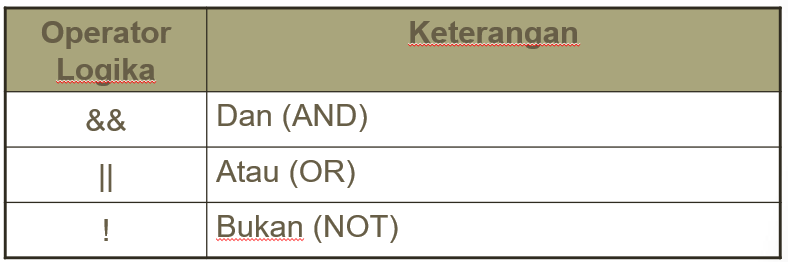 Operator Logika
Keterangan
&&
Dan (AND)
||
Atau (OR)
!
Bukan (NOT)